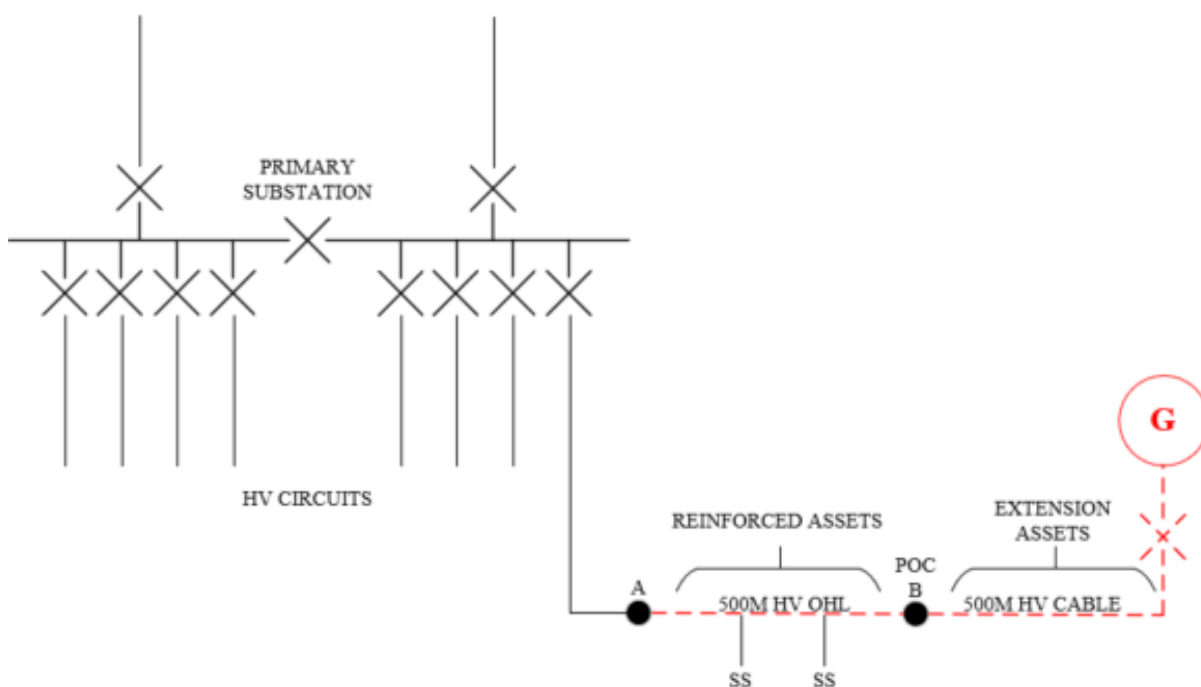 PRIMARY
SUBSTATION
HV CIRCUITS
REINFORCED ASSETS
EXTENSION
ASSETS
G
A
500M HV OHL
POC
B
500M HV CABLE
SS
SS